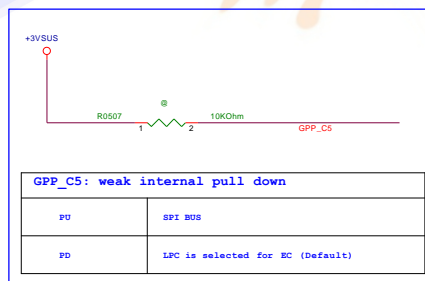 +3VSUS
@
R0507 10KOhm
1 2
GPP_C5
GPP_C5: weak internal pull down
PU SPI BUS
PD LPC is selected for EC (Default)